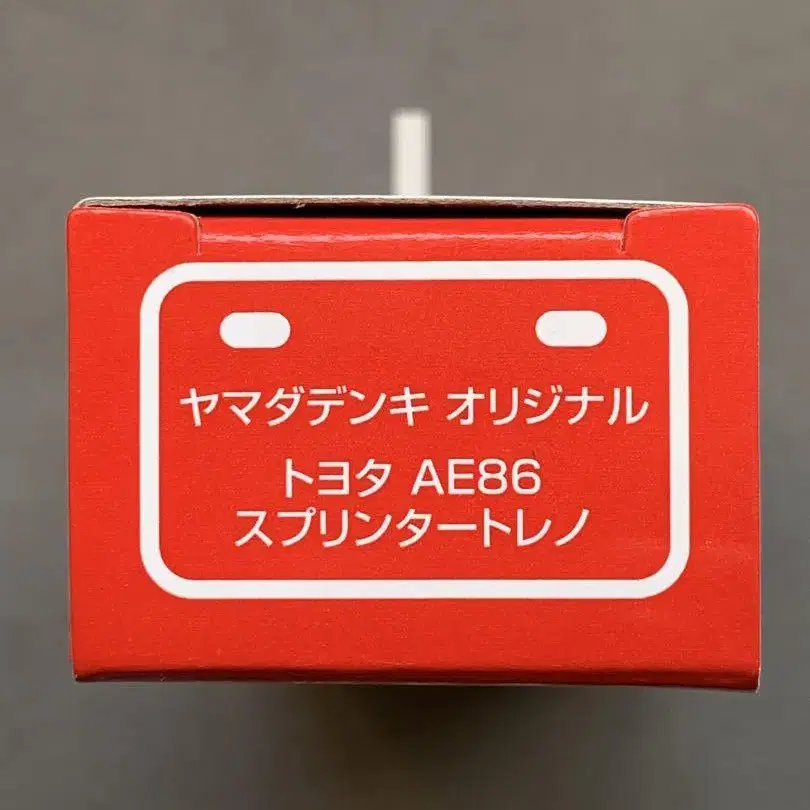 ヤマダデンキ オリジナル
トヨタ AE86
スプリンタートレノ